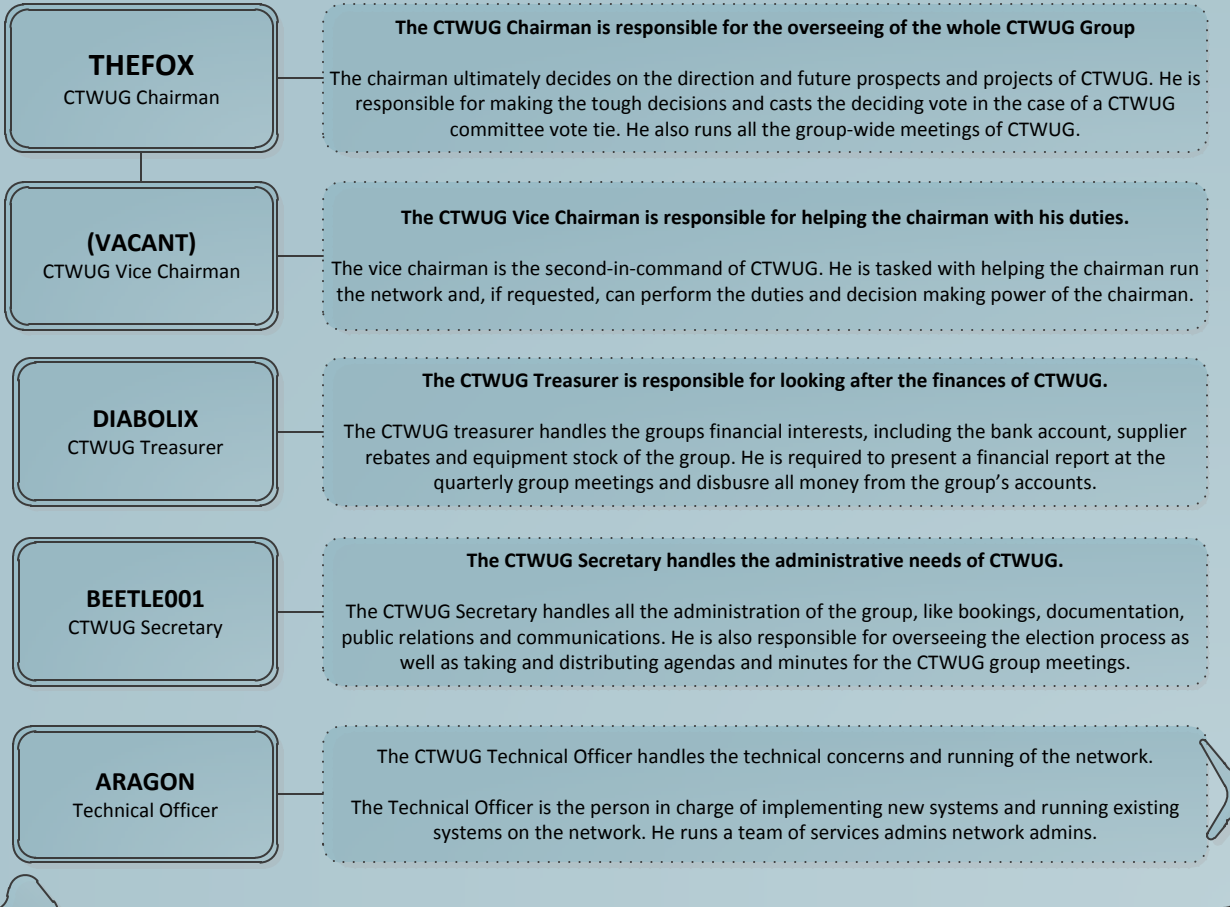 THEFOX
CTWUG Chairman
The CTWUG Chairman is responsible for the overseeing of the whole CTWUG Group
The chairman ultimately decides on the direction and future prospects and projects of CTWUG. He is
responsible for making the tough decisions and casts the deciding vote in the case of a CTWUG
committee vote tie. He also runs all the group-wide meetings of CTWUG.
(VACANT)
CTWUG Vice Chairman
The CTWUG Vice Chairman is responsible for helping the chairman with his duties.
The vice chairman is the second-in-command of CTWUG. He is tasked with helping the chairman run
the network and, if requested, can perform the duties and decision making power of the chairman.
DIABOLIX
CTWUG Treasurer
The CTWUG Treasurer is responsible for looking after the finances of CTWUG.
The CTWUG treasurer handles the groups financial interests, including the bank account, supplier
rebates and equipment stock of the group. He is required to present a financial report at the
quarterly group meetings and disbusre all money from the group’s accounts.
BEETLE001
CTWUG Secretary
The CTWUG Secretary handles the administrative needs of CTWUG.
The CTWUG Secretary handles all the administration of the group, like bookings, documentation,
public relations and communications. He is also responsible for overseeing the election process as
well as taking and distributing agendas and minutes for the CTWUG group meetings.
ARAGON
Technical Officer
The CTWUG Technical Officer handles the technical concerns and running of the network.
The Technical Officer is the person in charge of implementing new systems and running existing
systems on the network. He runs a team of services admins network admins.